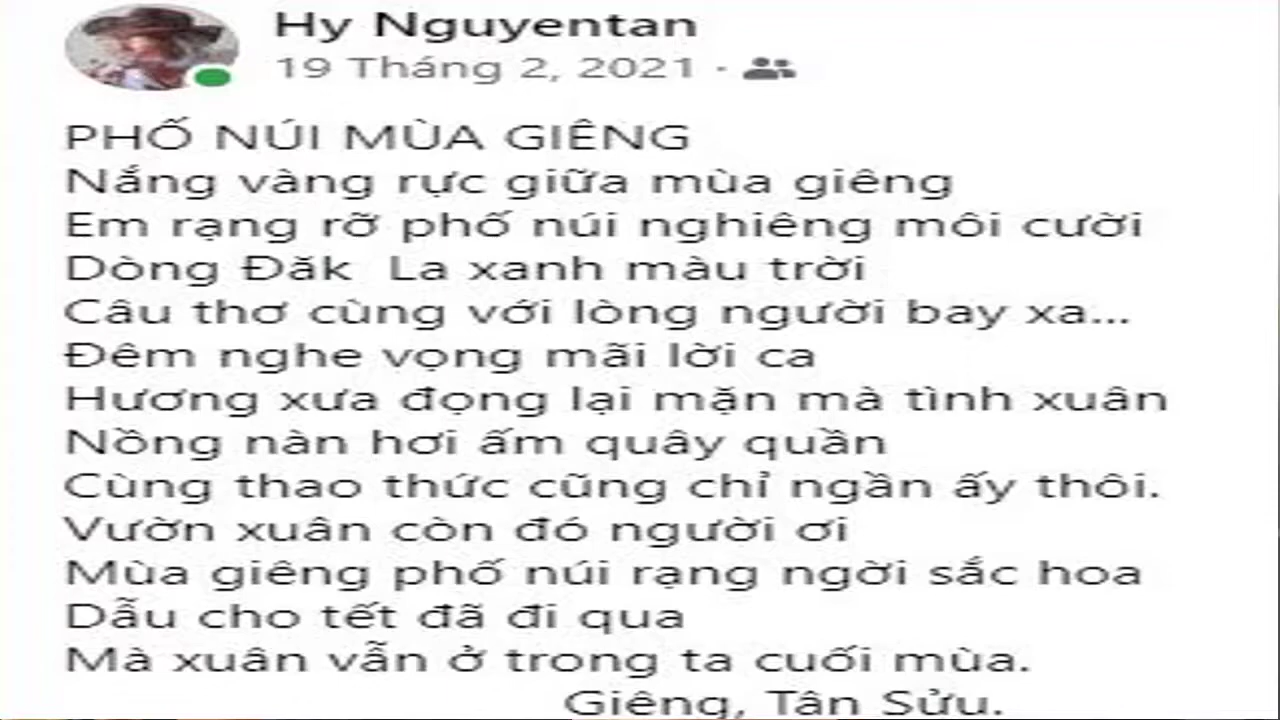 Hy Nguyentan
19 Tháng 2, 2021 ·
PHỐ NÚI MÙA GIÊNG
Nắng vàng rực giữa mùa giêng
Em rạng rỡ phố núi nghiêng môi cười
Dòng Đăk La xanh màu trời
Câu thơ cùng với lòng người bay xa...
Đêm nghe vọng mãi lời ca
Hương xưa đọng lại mặn mà tình xuân
Nồng nàn hơi ấm quây quần
Cùng thao thức cũng chỉ ngần ấy thôi.
Vườn xuân còn đó người ơi
Mùa giêng phố núi rạng ngời sắc hoa
Dẫu cho tết đã đi qua
Mà xuân vẫn ở trong ta cuối mùa.
Giêng, Tân Sửu.